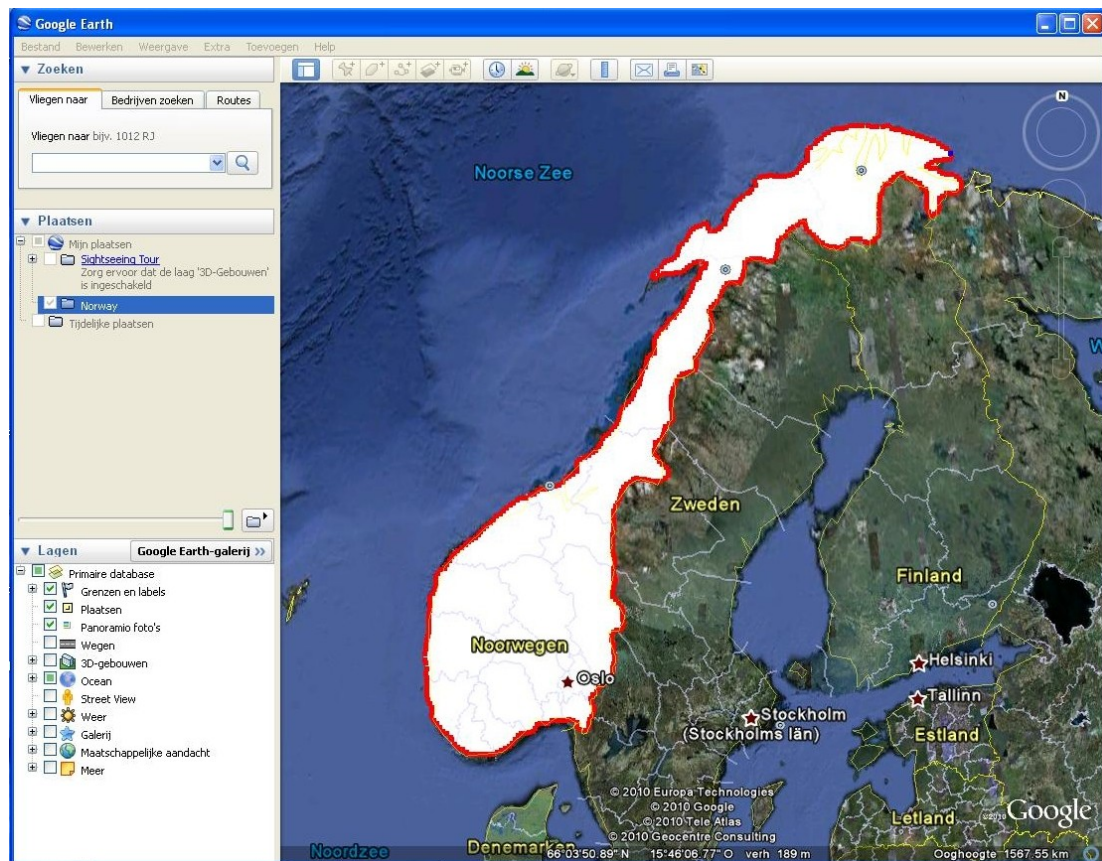 Google Earth
Bestand Bewerken Weergave Extra Toevoegen Help
Zoeken
Vliegen naar
Bedrijven zoeken
Routes
Vliegen naar bijv. 1012 RJ
Plaatsen
Mijn plaatsen
Sightseeing Tour
Zorg ervoor dat de laag '3D-Gebouwen'
is ingeschakeld
Norway
Tijdelijke plaatsen
Lagen
Google Earth-galerij >>
Primaire database
Grenzen en labels
Plaatsen
Panoramio foto's
Wegen
3D-gebouwen
Ocean
Street View
Weer
Galerij
Maatschappelijke aandacht
Meer
N
Noorse Zee
W
Zweden
Finland
Noorwegen
Oslo
Helsinki
Tallinn
Stockholm
(Stockholms län)
Estland
Letland
Denemarken
Noordzee
© 2010 Europa Technologies
© 2010 Google
© 2010 Tele Atlas
© 2010 Geocentre Consulting
©2010 Google
66°03'50.89" N 15°46'06.77" O verh 189 m
Ooghoogte 1567.55 km